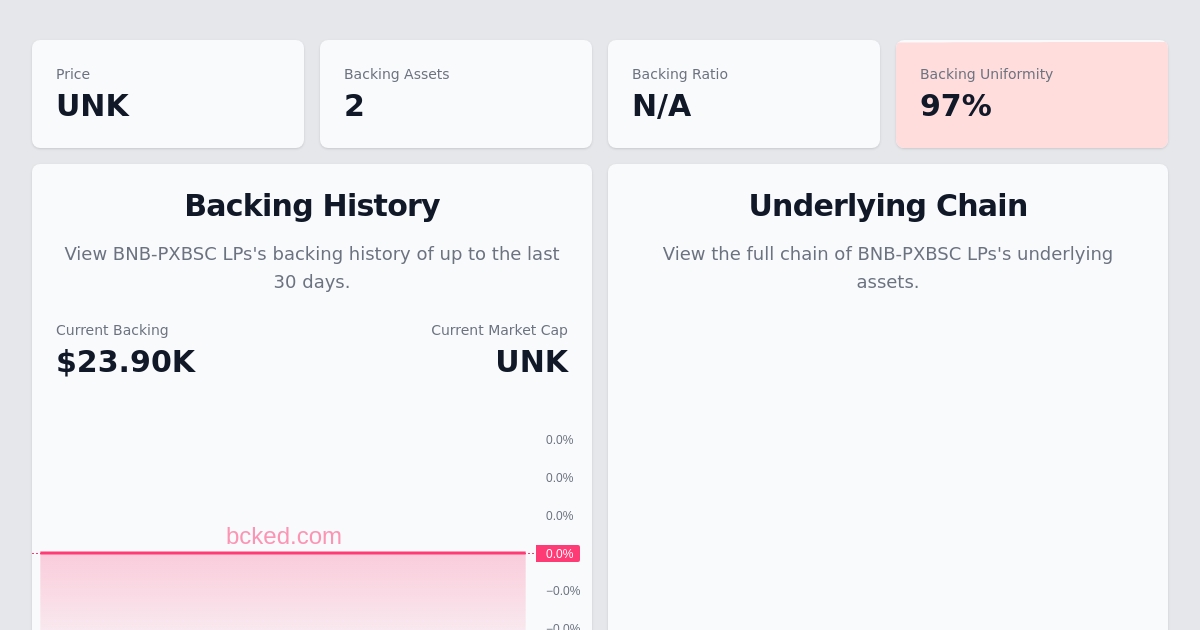 Price
UNK
Backing Assets
2
Backing Ratio
N/A
Backing Uniformity
97%
Backing History
View BNB-PXBSC LPs's backing history of up to the last
30 days.
Current Backing
$23.90K
Current Market Cap
UNK
0.0%
0.0%
0.0%
bcked.com
0.0%
−0.0%
−0.0%
Underlying Chain
View the full chain of BNB-PXBSC LPs's underlying
assets.